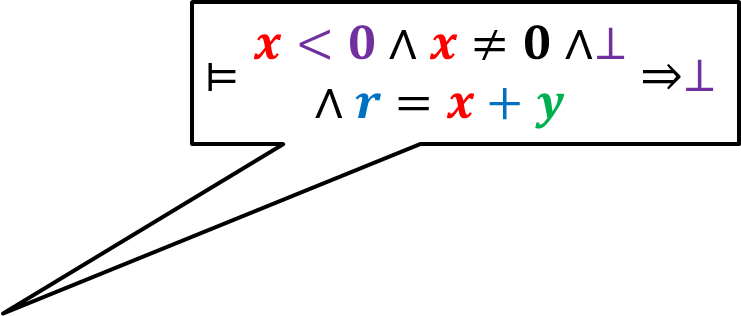 ⊨ x < 0 ∧ x ≠ 0 ∧⊥ ⇒⊥
∧ r = x + y